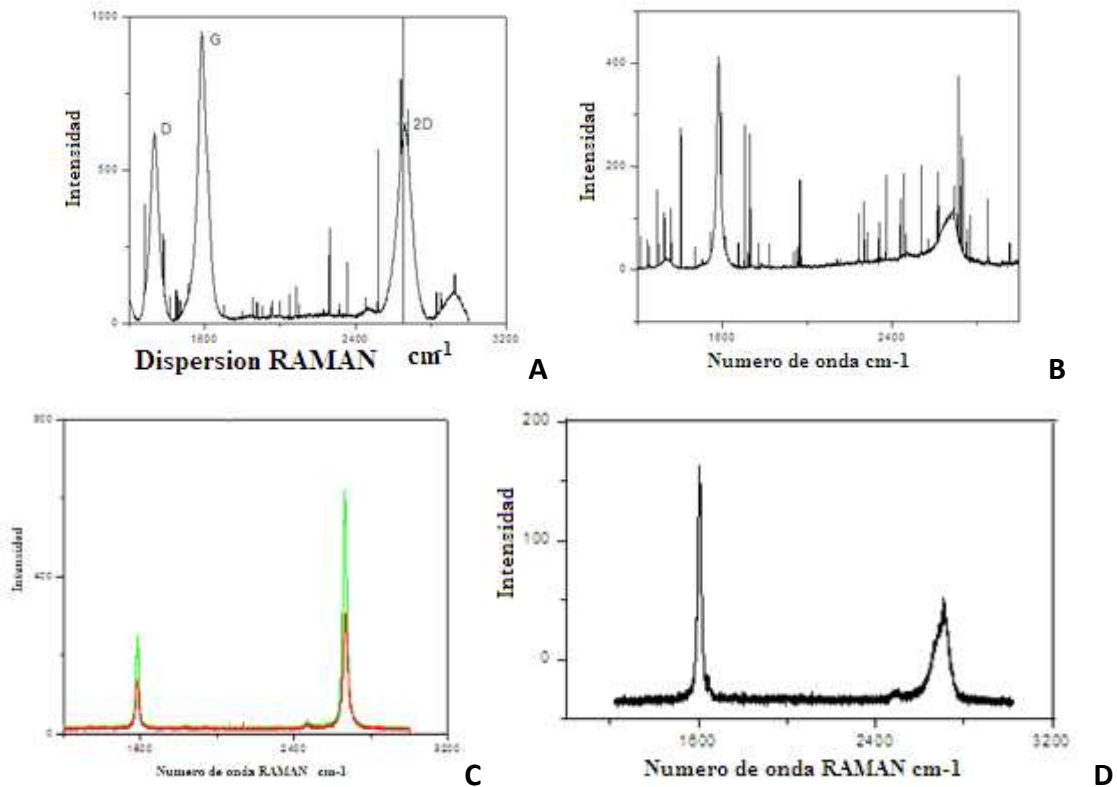 1000
G
D
2D
500
Intensidad
0
1600
2400
3200
Dispersion RAMAN cm-1
A
400
200
0
Intensidad
1600
2400
Numero de onda cm-1
B
800
400
0
Intensidad
1600
2400
3200
Numero de onda RAMAN cm-1
C
200
100
0
Intensidad
1600
2400
3200
Numero de onda RAMAN cm-1
D